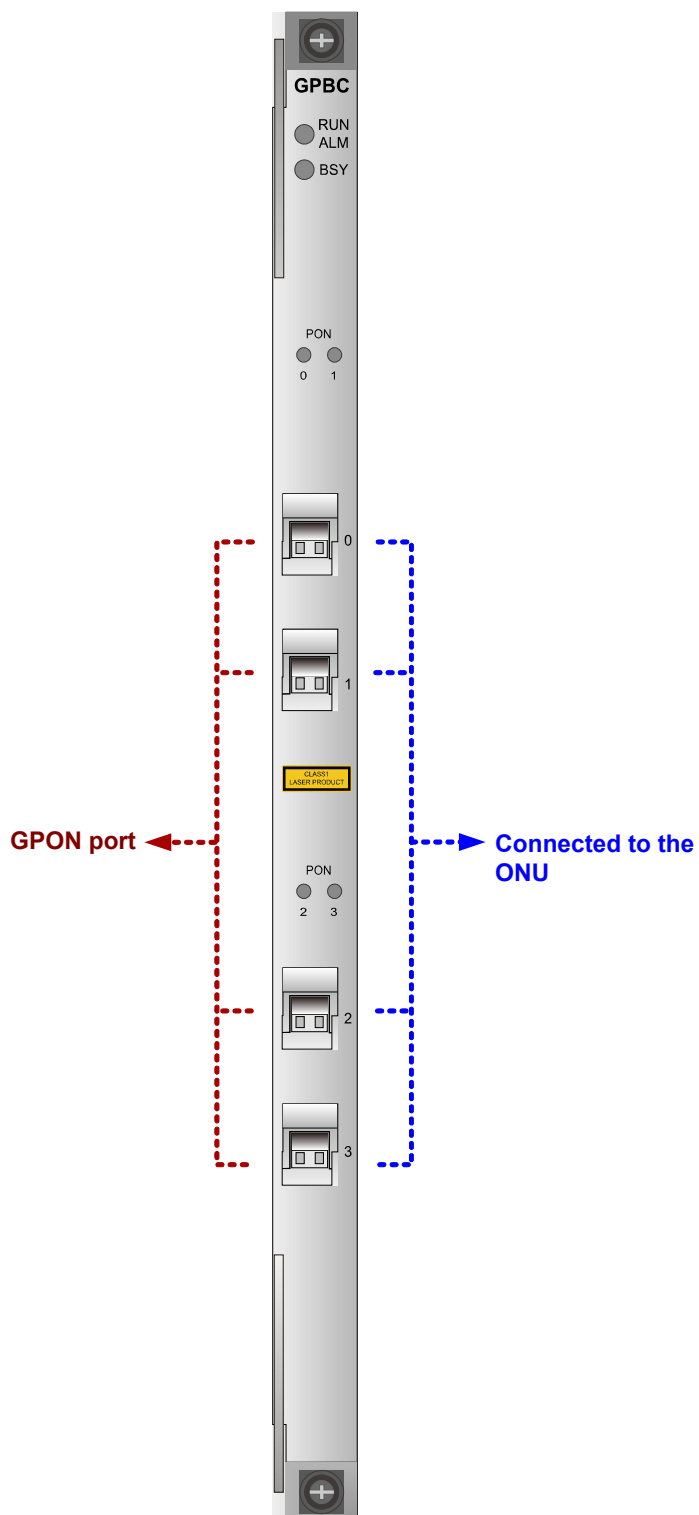 GPBC
RUN
ALM
BSY
PON
0 1
0
1
CLASS1
LASER PRODUCT
GPON port
Connected to the
ONU
PON
2 3
2
3